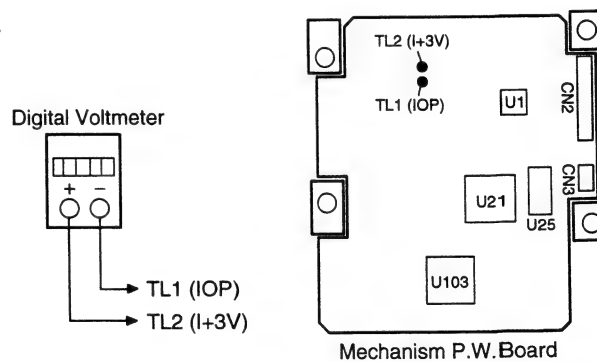 Digital Voltmeter
+ −
TL1 (IOP)
TL2 (I+3V)
TL2 (I+3V)
TL1 (IOP)
U1
CN2
CN3
U21
U25
U103
Mechanism P.W.Board